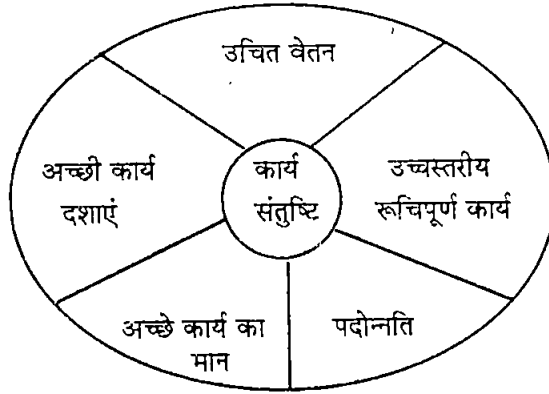 उचित वेतन
अच्छी कार्य
दशाएं
कार्य
संतुष्टि
उच्चस्तरीय
रूचिपूर्ण कार्य
अच्छे कार्य का
मान
पदोन्नति